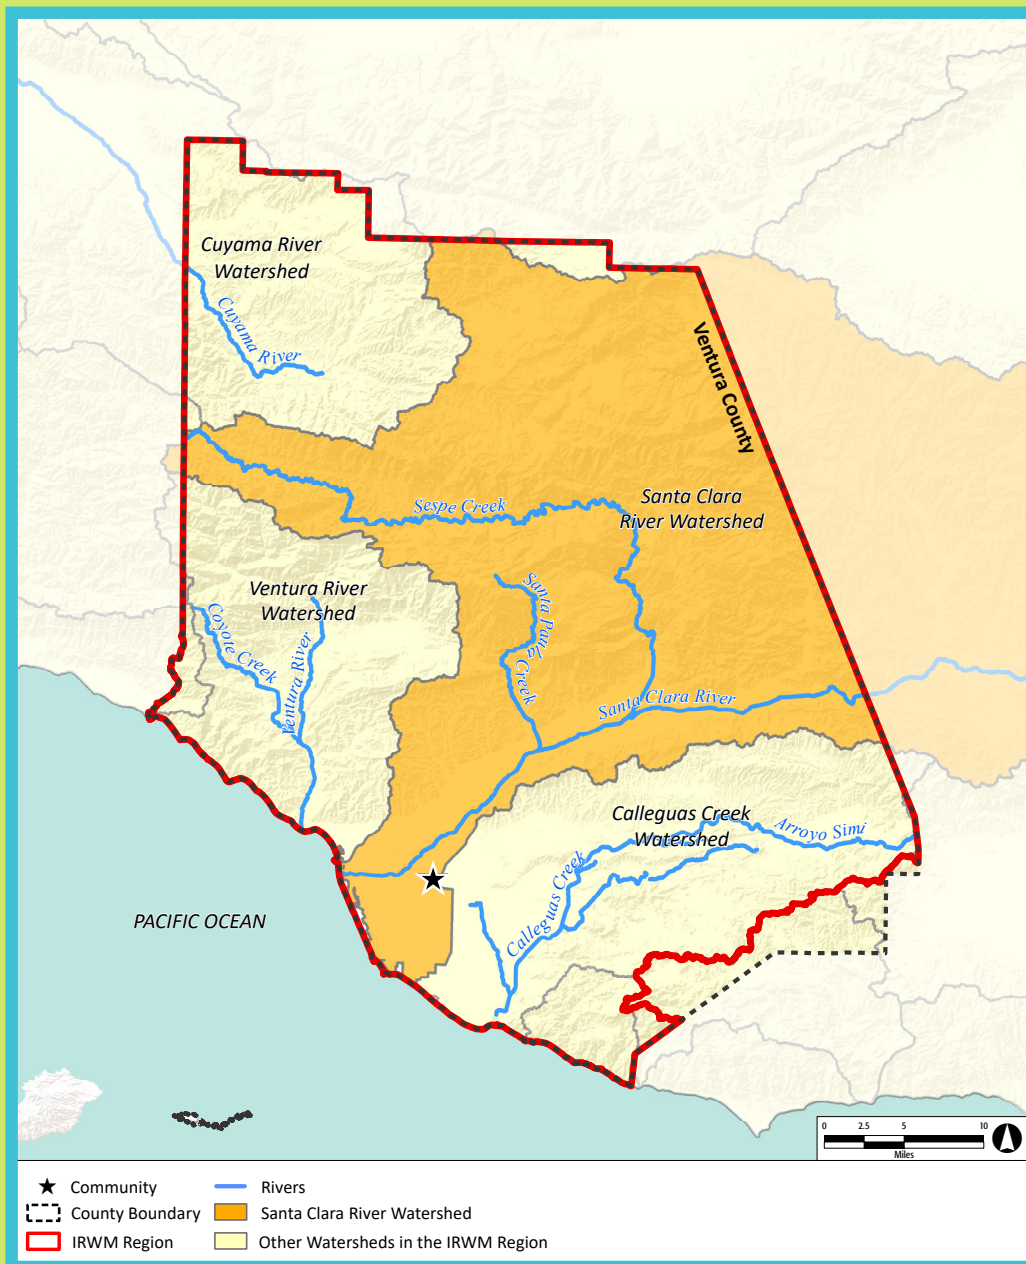 Cuyama River
Watershed
Cuyama River
Ventura County
Sespe Creek
Santa Clara
River Watershed
Ventura River
Watershed
Coyote Creek
Ventura River
Santa Paula
Creek
Santa Clara River
Calleguas Creek
Watershed
Arroyo Simi
Calleguas Creek
PACIFIC OCEAN
0 2.5 5 10
Miles
Community
Rivers
County Boundary
Santa Clara River Watershed
IRWM Region
Other Watersheds in the IRWM Region